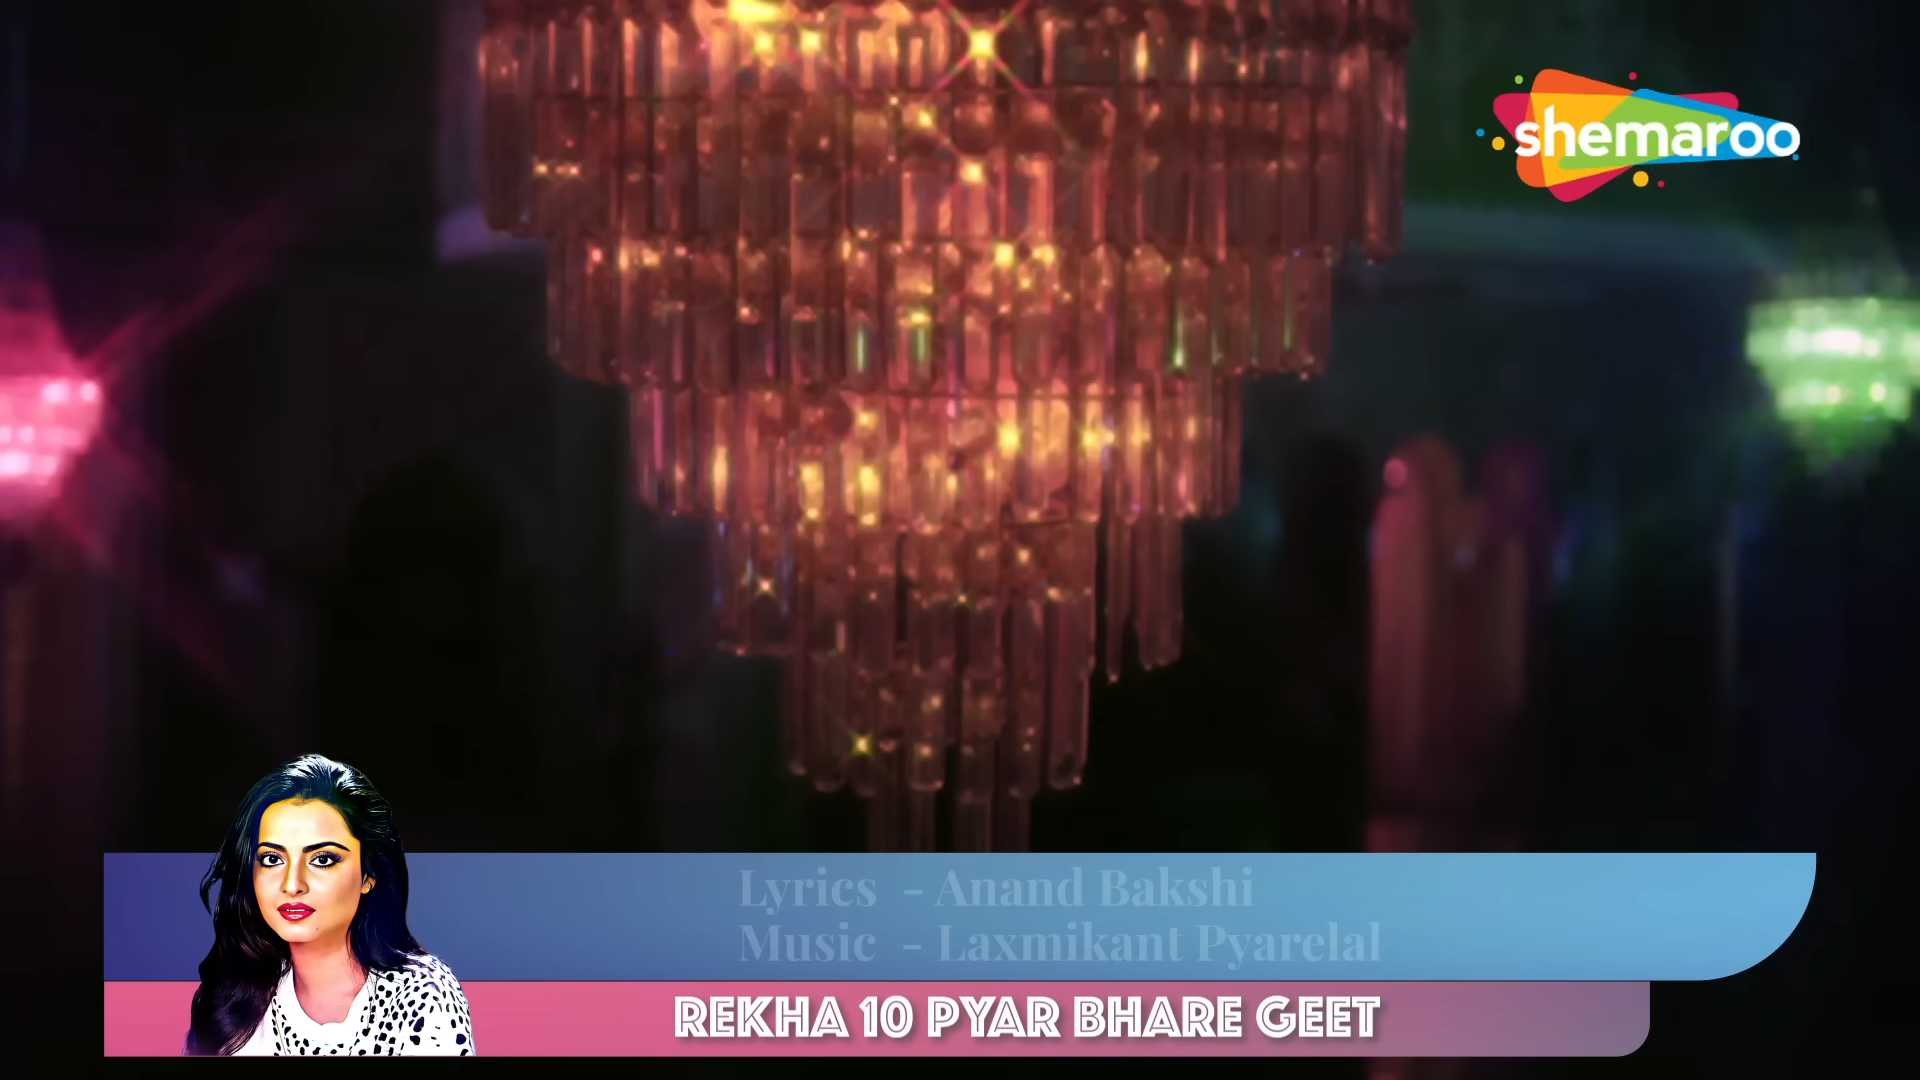 shemaroo
Lyrics - Anand Bakshi
Music - Laxmikant Pyarelal
REKHA 10 PYAR BHARE GEET